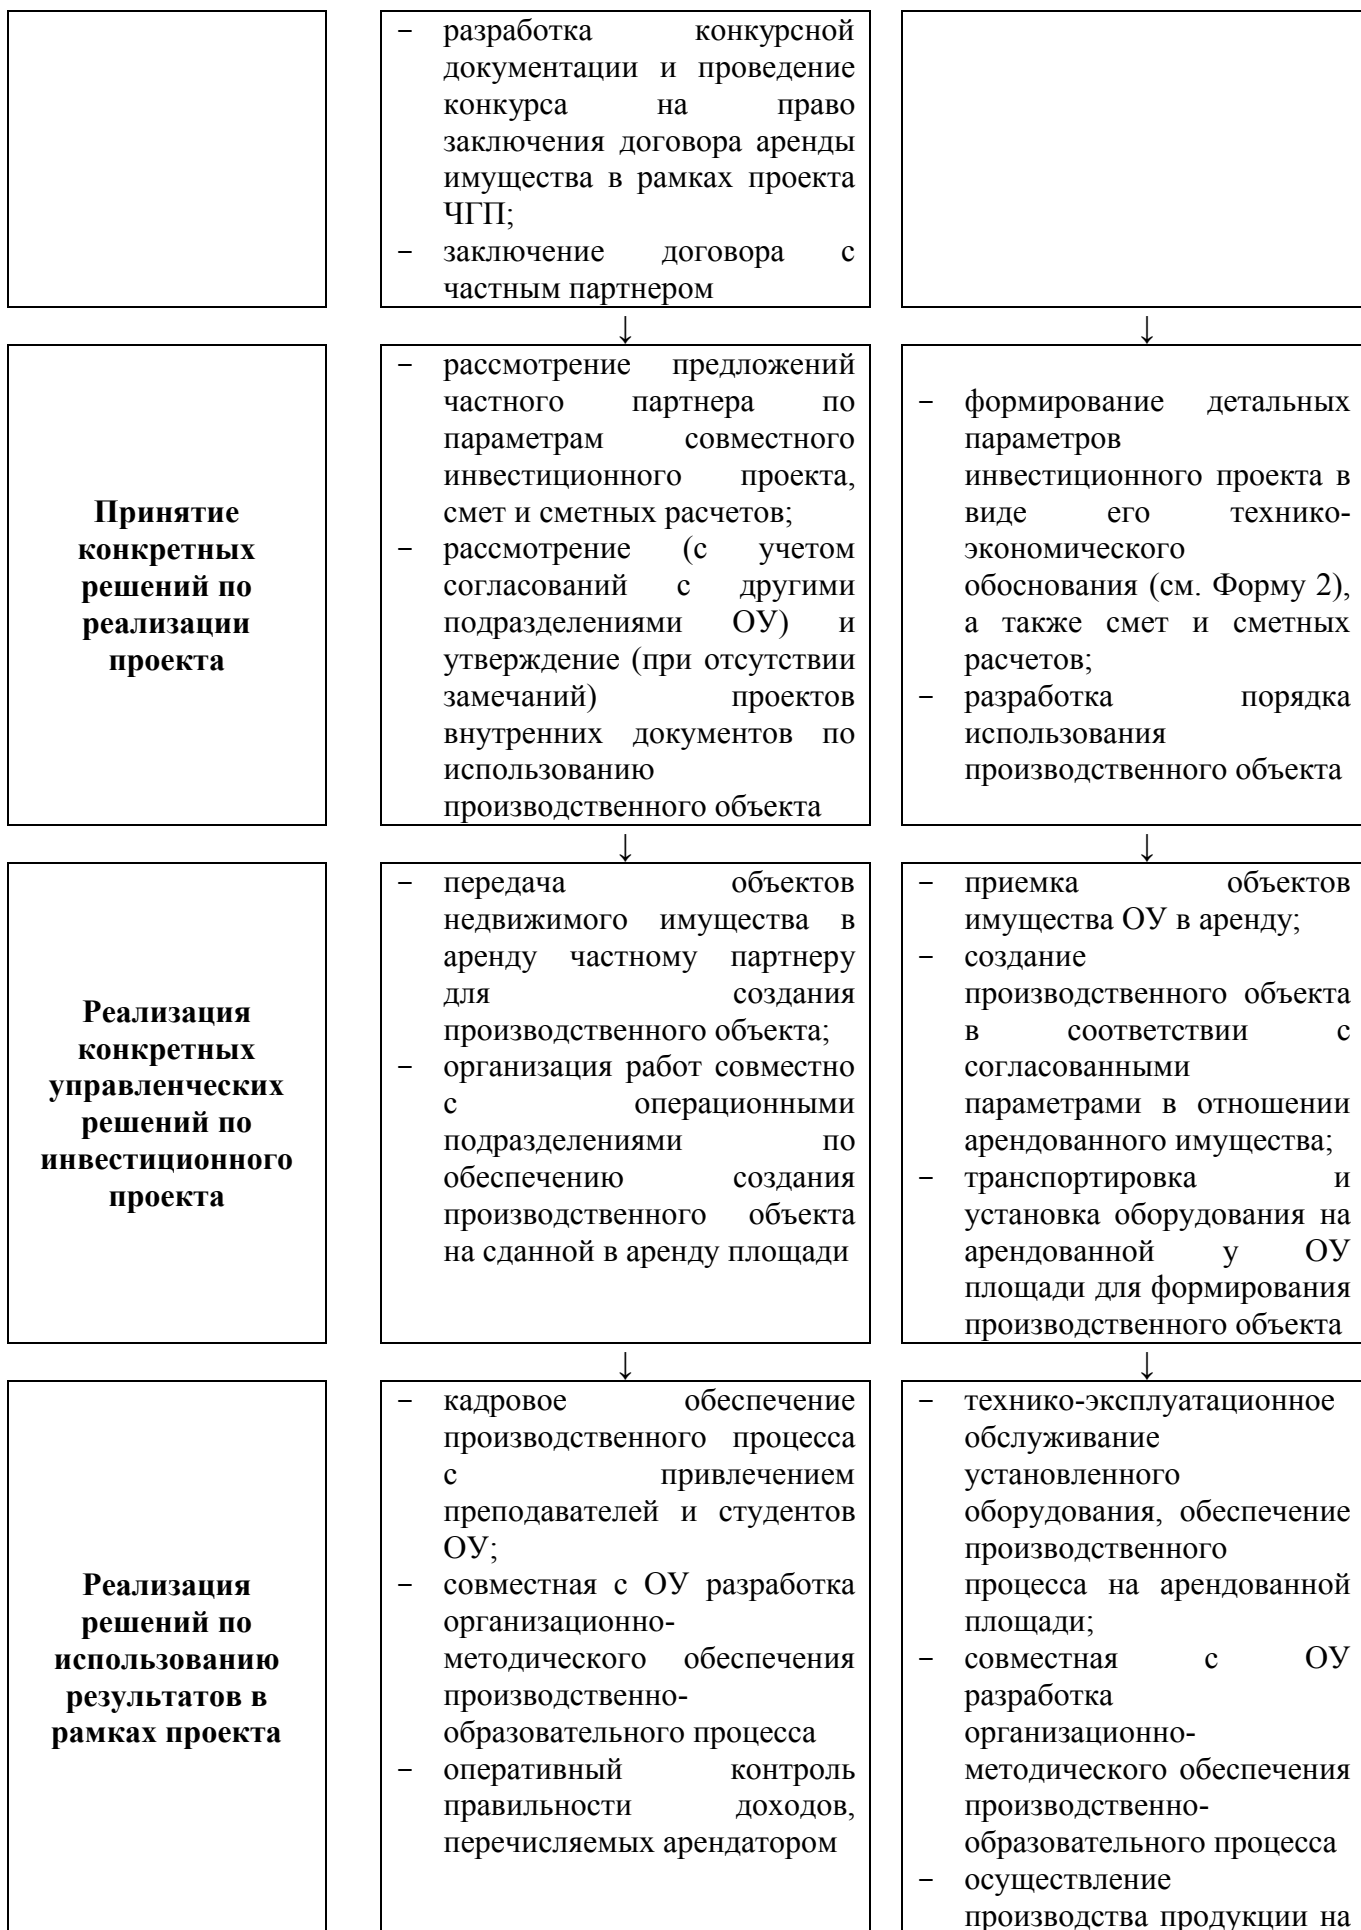 − разработка конкурсной
документации и проведение
конкурса на право
заключения договора аренды
имущества в рамках проекта
ЧГП;
− заключение договора с
частным партнером
↓ ↓
Принятие
конкретных
решений по
реализации
проекта
− рассмотрение предложений
частного партнера по
параметрам совместного
инвестиционного проекта,
смет и сметных расчетов;
− рассмотрение (с учетом
согласований с другими
подразделениями ОУ) и
утверждение (при отсутствии
замечаний) проектов
внутренних документов по
использованию
производственного объекта
− формирование детальных
параметров
инвестиционного проекта в
виде его технико-
экономического
обоснования (см. Форму 2),
а также смет и сметных
расчетов;
− разработка порядка
использования
производственного объекта
↓ ↓
Реализация
конкретных
управленческих
решений по
инвестиционного
проекта
− передача объектов
недвижимого имущества в
аренду частному партнеру
для создания
производственного объекта;
− организация работ совместно
с операционными
подразделениями по
обеспечению создания
производственного объекта
на сданной в аренду площади
− приемка объектов
имущества ОУ в аренду;
− создание
производственного объекта
в соответствии с
согласованными
параметрами в отношении
арендованного имущества;
− транспортировка и
установка оборудования на
арендованной у ОУ
площади для формирования
производственного объекта
↓ ↓
Реализация
решений по
использованию
результатов в
рамках проекта
− кадровое обеспечение
производственного процесса
с привлечением
преподавателей и студентов
ОУ;
− совместная с ОУ разработка
организационно-
методического обеспечения
производственно-
образовательного процесса
− оперативный контроль
правильности доходов,
перечисляемых арендатором
− технико-эксплуатационное
обслуживание
установленного
оборудования, обеспечение
производственного
процесса на арендованной
площади;
− совместная с ОУ
разработка
организационно-
методического обеспечения
производственно-
образовательного процесса
− осуществление
производства продукции на